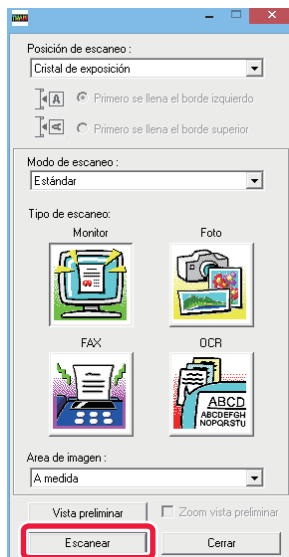 Posición de escaneo :
Cristal de exposición
A Primero se llena el borde izquierdo
A Primero se llena el borde superior
Modo de escaneo :
Estándar
Tipo de escaneo:
Monitor Foto
FAX OCR
ABCD
ABCDEFGH
NOPQRSTU
Area de imagen :
A medida
Vista preliminar Zoom vista preliminar
Escanear Cerrar